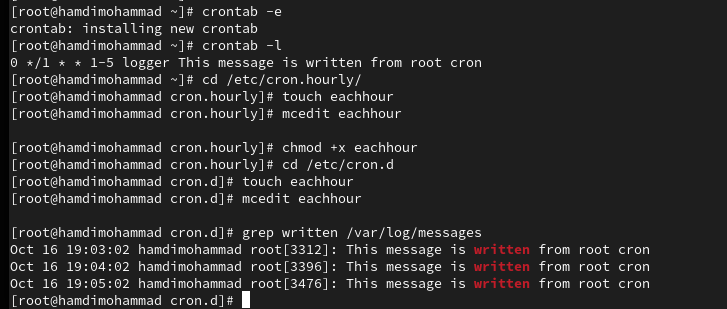 [root@hamdimohammad ~]# crontab -e
crontab: installing new crontab
[root@hamdimohammad ~]# crontab -l
0 */1 * * 1-5 logger This message is written from root cron
[root@hamdimohammad ~]# cd /etc/cron.hourly/
[root@hamdimohammad cron.hourly]# touch eachhour
[root@hamdimohammad cron.hourly]# mcedit eachhour
[root@hamdimohammad cron.hourly]# chmod +x eachhour
[root@hamdimohammad cron.hourly]# cd /etc/cron.d
[root@hamdimohammad cron.d]# touch eachhour
[root@hamdimohammad cron.d]# mcedit eachhour
[root@hamdimohammad cron.d]# grep written /var/log/messages
Oct 16 19:03:02 hamdimohammad root[3312]: This message is written from root cron
Oct 16 19:04:02 hamdimohammad root[3396]: This message is written from root cron
Oct 16 19:05:02 hamdimohammad root[3476]: This message is written from root cron
[root@hamdimohammad cron.d]#